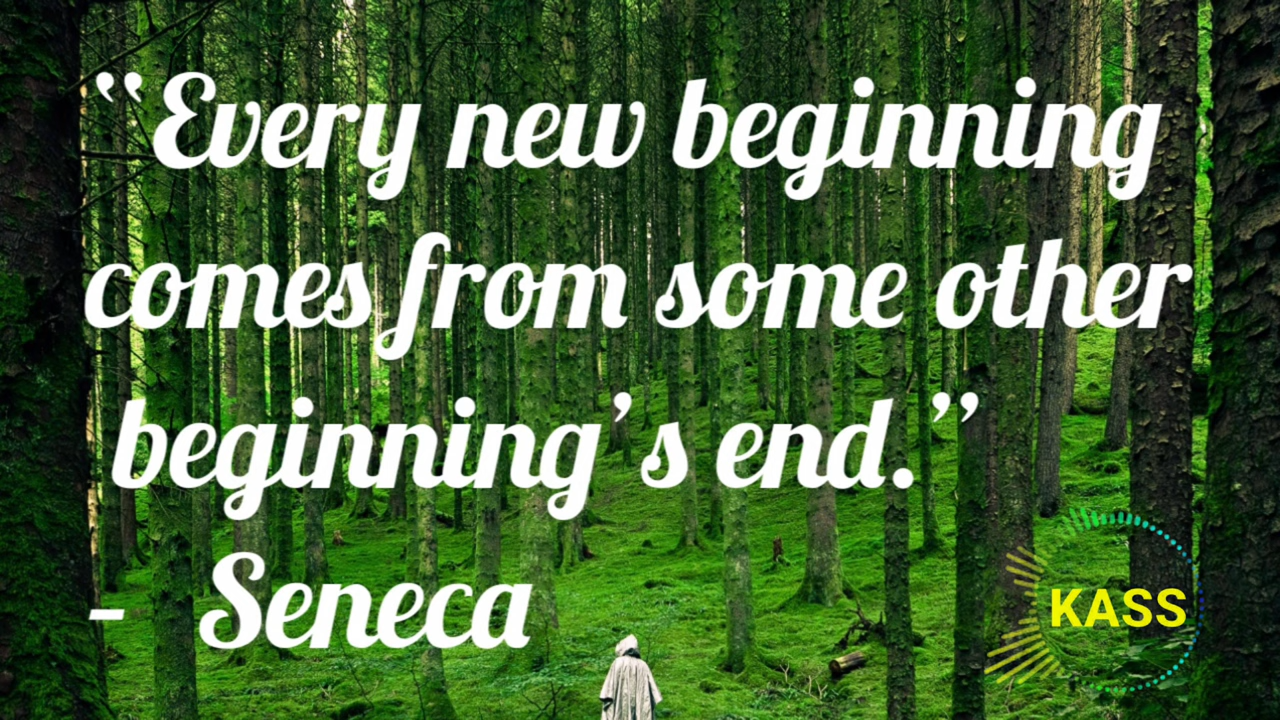 "Every new beginning
comes from some other
beginning's end."
- Seneca
KASS